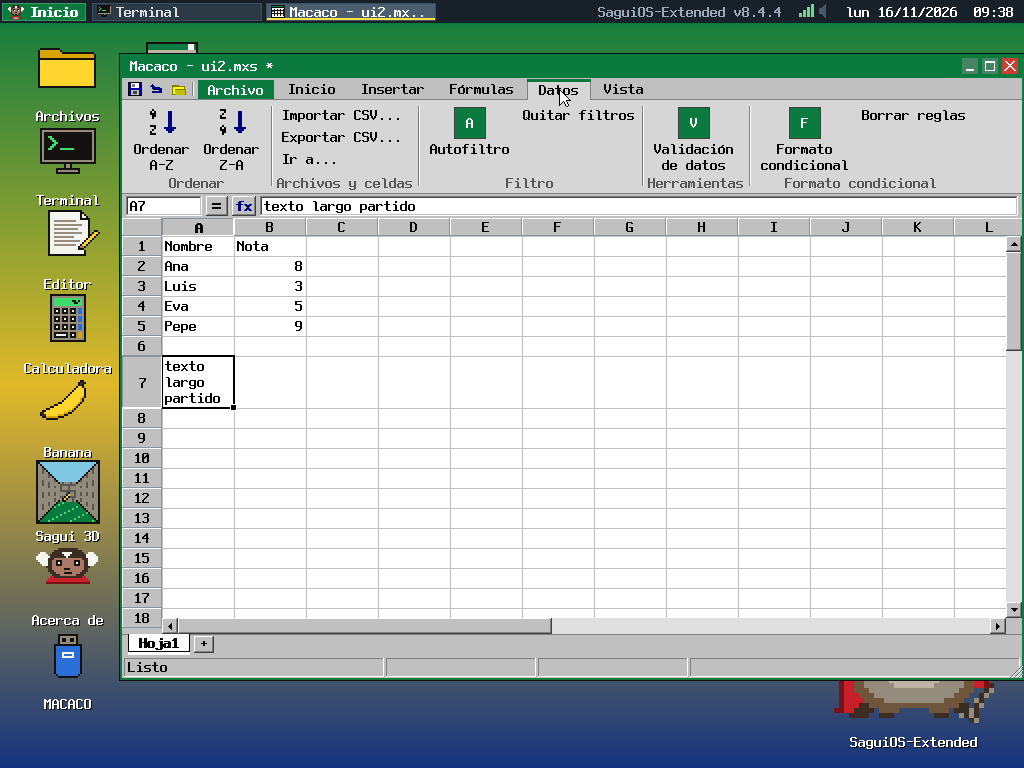 Inicio
Terminal
Macaco - ui2.mx..
SaguiOS-Extended v8.4.4
lun 16/11/2026
09:38
Macaco - ui2.mxs *
Archivo
Inicio
Insertar
Fórmulas
Datos
Vista
A
Z
Ordenar
A-Z
Z
A
Ordenar
Z-A
Ordenar
Importar CSV...
Exportar CSV...
Ir a...
Archivos y celdas
A
Autofiltro
Quitar filtros
Filtro
V
Validación
de datos
Herramientas
F
Formato
condicional
Borrar reglas
Formato condicional
A7
=
fx
texto largo partido
A B C D E F G H I J K L
1 Nombre Nota
2 Ana 8
3 Luis 3
4 Eva 5
5 Pepe 9
6
7 texto
largo
partido
8
9
10
11
12
13
14
15
16
17
18
Hoja1
+
Listo
Archivos
Terminal
Editor
Calculadora
Banana
Sagui 3D
Acerca de
MACACO
SaguiOS-Extended